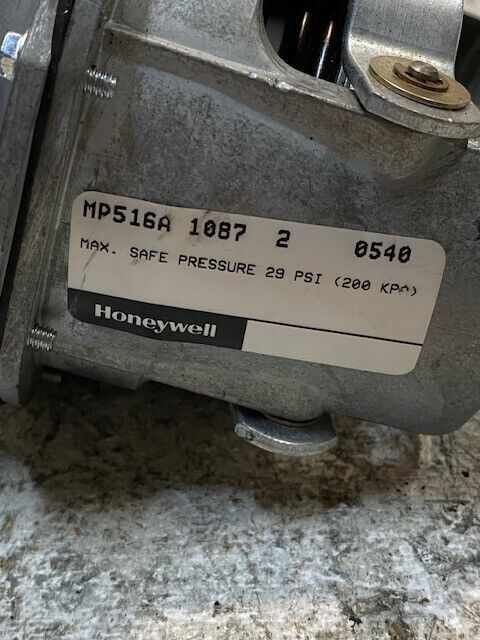 MP516A 1087 2 0540
MAX. SAFE PRESSURE 29 PSI (200 KPA)
Honeywell